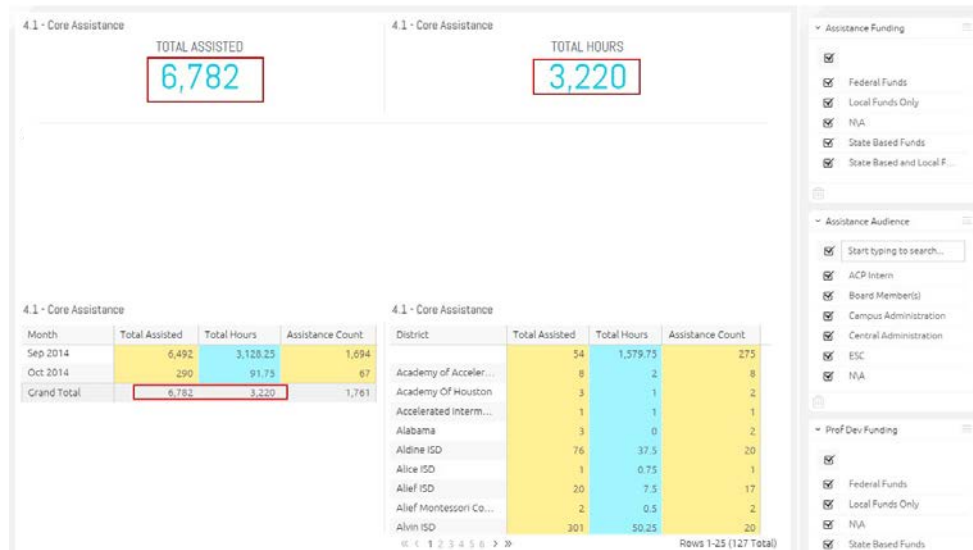 4.1 - Core Assistance
TOTAL ASSISTED
6,782
4.1 - Core Assistance
TOTAL HOURS
3,220
4.1 - Core Assistance
Month Total Assisted Total Hours Assistance Count
Sep 2014 6,492 3,128.25 1,694
Oct 2014 290 91.75 67
Grand Total 6,782 3,220 1,761
4.1 - Core Assistance
District Total Assisted Total Hours Assistance Count
54 1,579.75 275
Academy of Acceler... 8 2 8
Academy Of Houston 3 1 2
Accelerated Interm... 1 1 1
Alabama 3 0 2
Aldine ISD 76 37.5 20
Alice ISD 1 0.75 1
Alief ISD 20 7.5 17
Alief Montessori Co... 2 0.5 2
Alvin ISD 301 50.25 20
« < 1 2 3 4 5 6 > » Rows 1-25 (127 Total)
Assistance Funding
Federal Funds
Local Funds Only
N\A
State Based Funds
State Based and Local F...
Assistance Audience
Start typing to search...
ACP Intern
Board Member(s)
Campus Administration
Central Administration
ESC
N\A
Prof Dev Funding
Federal Funds
Local Funds Only
N\A
State Based Funds